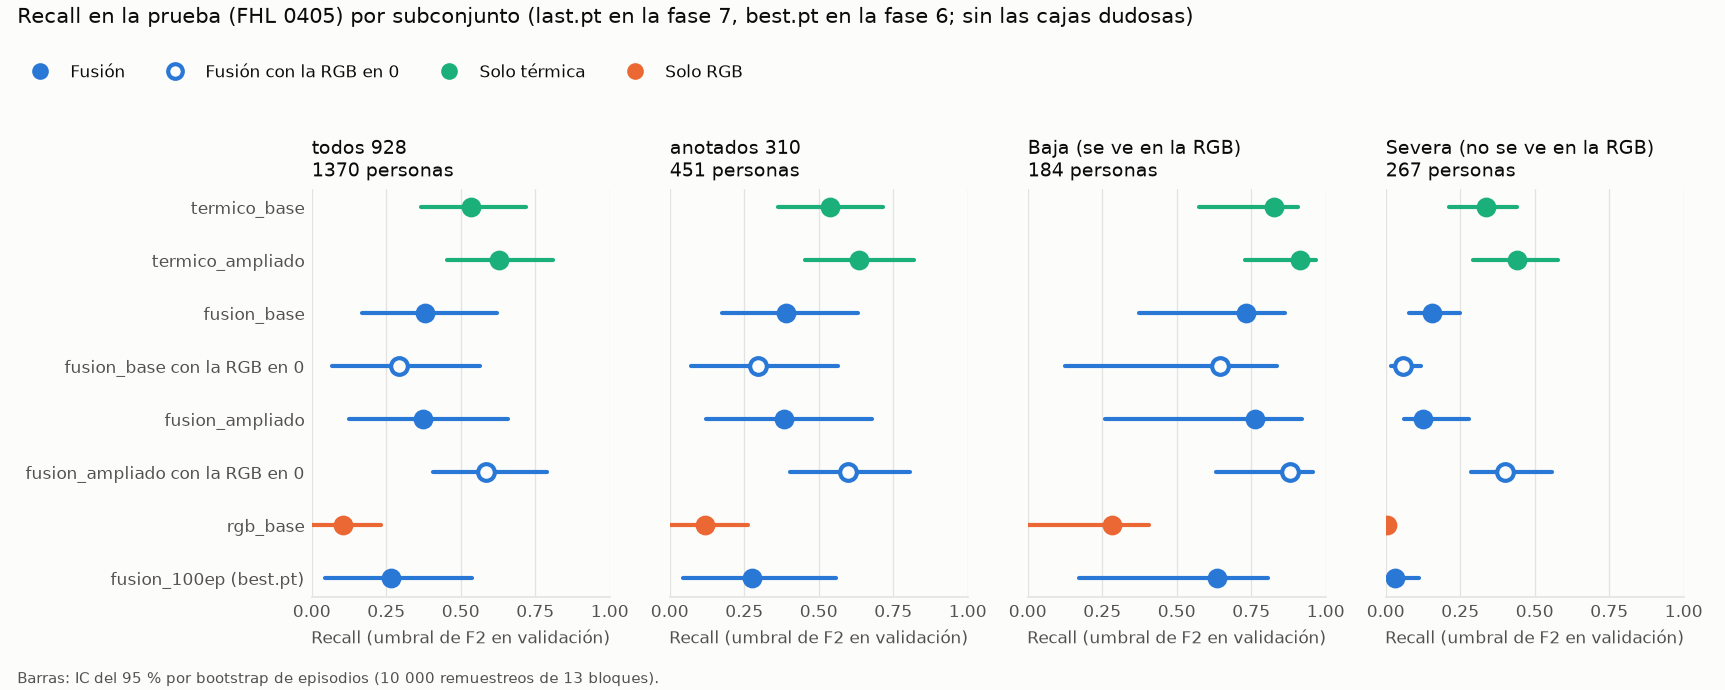 Recall en la prueba (FHL 0405) por subconjunto (last.pt en la fase 7, best.pt en la fase 6; sin las cajas dudosas)
Fusión   Fusión con la RGB en 0   Solo térmica   Solo RGB
todos 928
1370 personas
anotados 310
451 personas
Baja (se ve en la RGB)
184 personas
Severa (no se ve en la RGB)
267 personas
termico_base
termico_ampliado
fusion_base
fusion_base con la RGB en 0
fusion_ampliado
fusion_ampliado con la RGB en 0
rgb_base
fusion_100ep (best.pt)
0.00 0.25 0.50 0.75 1.00
Recall (umbral de F2 en validación)
0.00 0.25 0.50 0.75 1.00
Recall (umbral de F2 en validación)
0.00 0.25 0.50 0.75 1.00
Recall (umbral de F2 en validación)
0.00 0.25 0.50 0.75 1.00
Recall (umbral de F2 en validación)
Barras: IC del 95 % por bootstrap de episodios (10 000 remuestreos de 13 bloques).